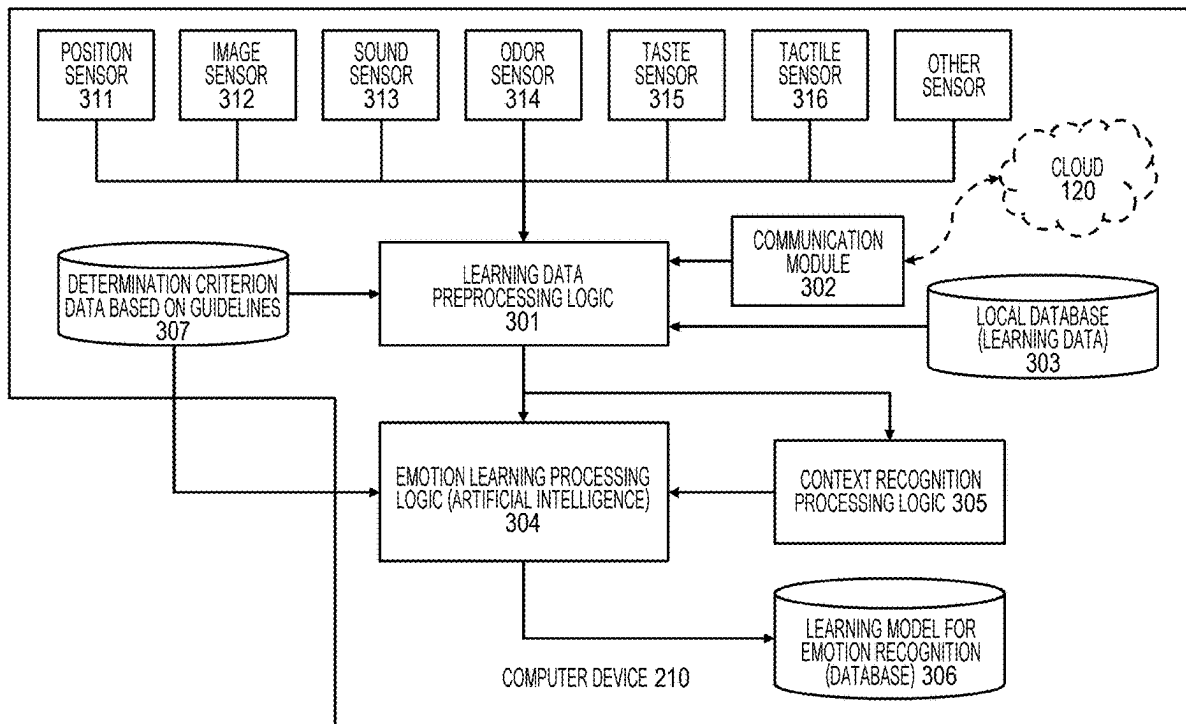 POSITION
SENSOR
311
IMAGE
SENSOR
312
SOUND
SENSOR
313
ODOR
SENSOR
314
TASTE
SENSOR
315
TACTILE
SENSOR
316
OTHER
SENSOR
CLOUD
120
COMMUNICATION
MODULE
302
DETERMINATION CRITERION
DATA BASED ON GUIDELINES
307
LEARNING DATA
PREPROCESSING LOGIC
301
LOCAL DATABASE
(LEARNING DATA)
303
EMOTION LEARNING PROCESSING
LOGIC (ARTIFICIAL INTELLIGENCE)
304
CONTEXT RECOGNITION
PROCESSING LOGIC 305
LEARNING MODEL FOR
EMOTION RECOGNITION
(DATABASE) 306
COMPUTER DEVICE 210